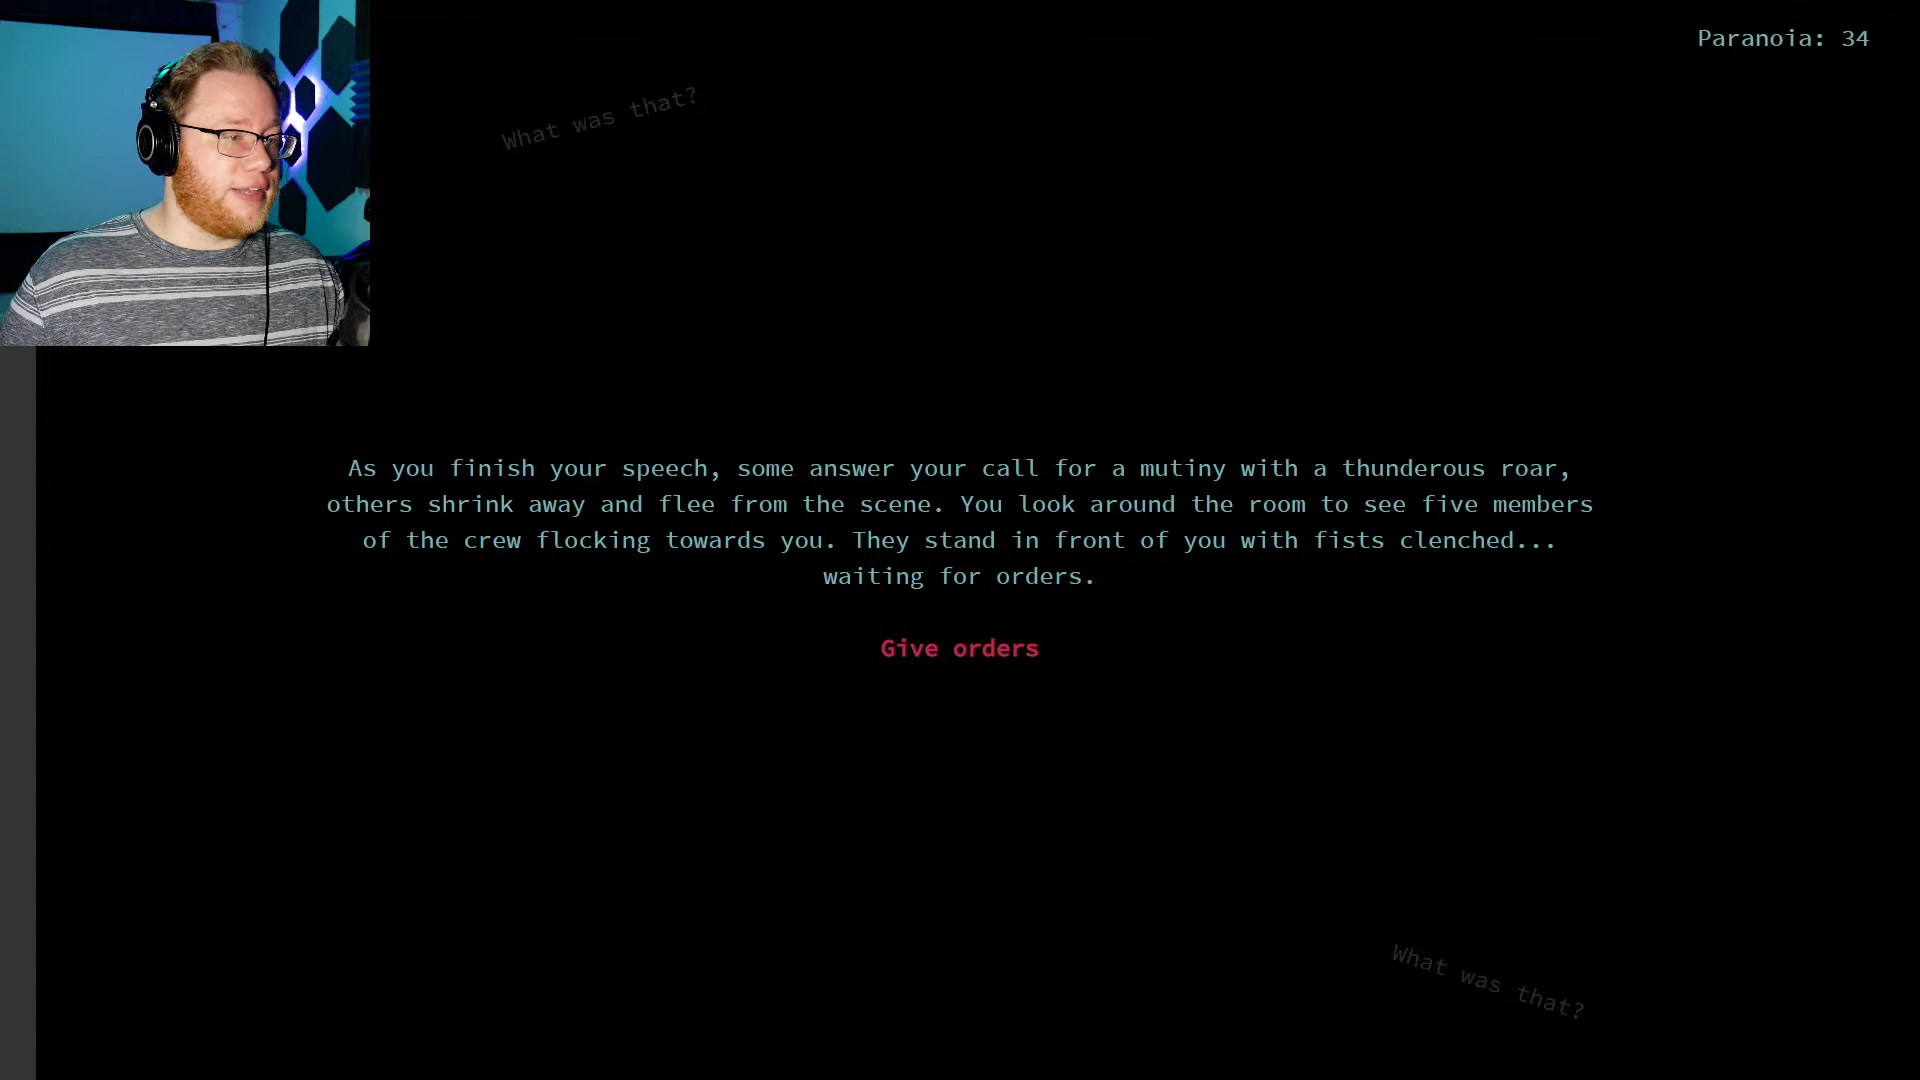 Paranoia: 34
What was that?
As you finish your speech, some answer your call for a mutiny with a thunderous roar,
others shrink away and flee from the scene. You look around the room to see five members
of the crew flocking towards you. They stand in front of you with fists clenched...
waiting for orders.
Give orders
What was that?